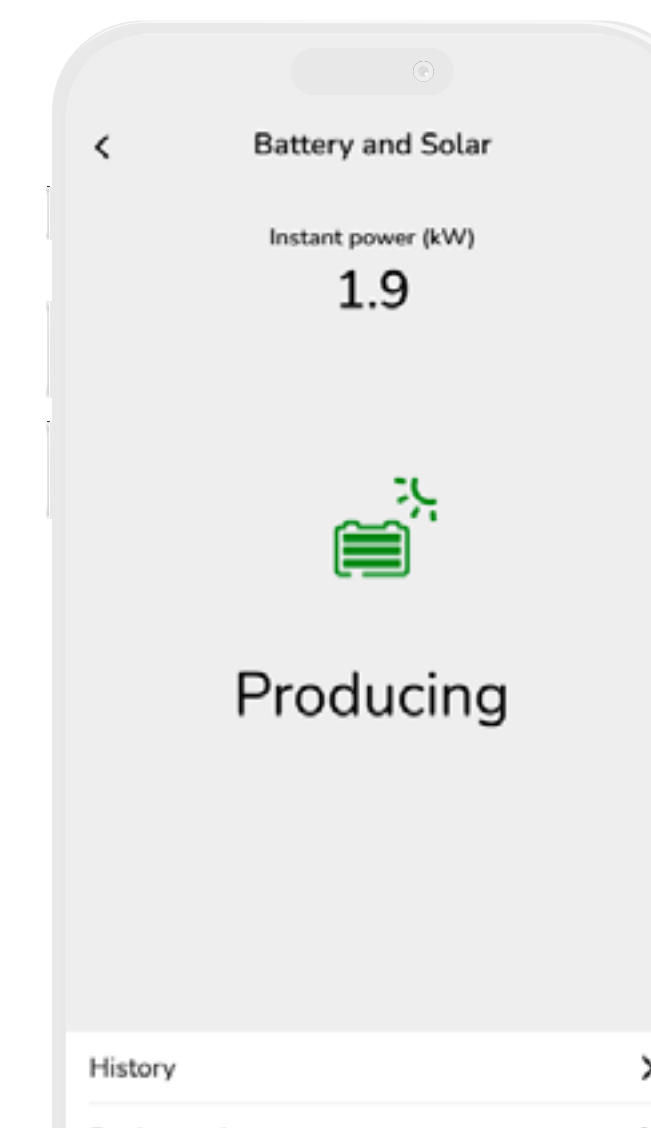 Battery and Solar
Instant power (kW)
1.9
Producing
History